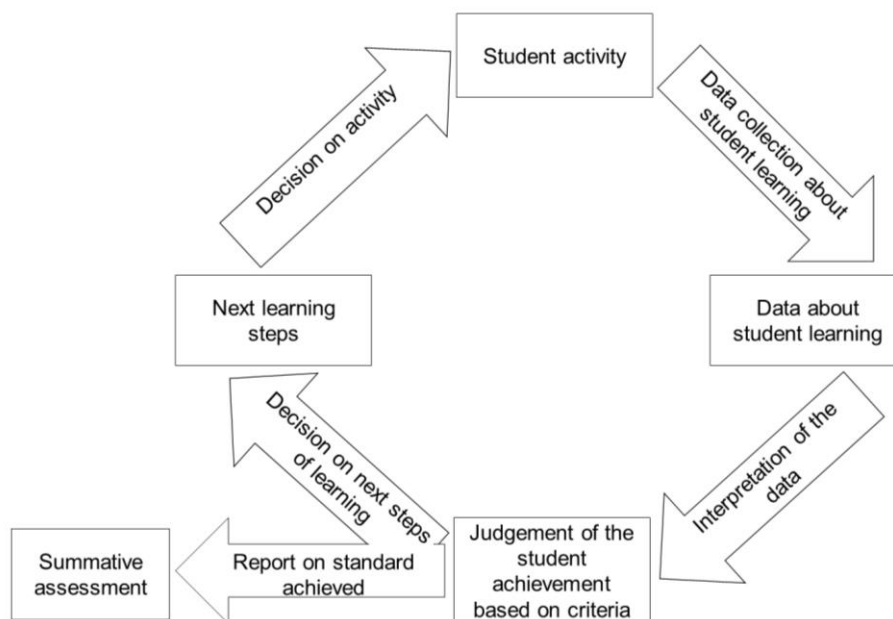 Student activity
Data collection about
student learning
Data about
student learning
Interpretation of the
data
Judgement of the
student
achievement
based on criteria
Report on standard
achieved
Summative
assessment
Decision on next steps
of learning
Next learning
steps
Decision on activity